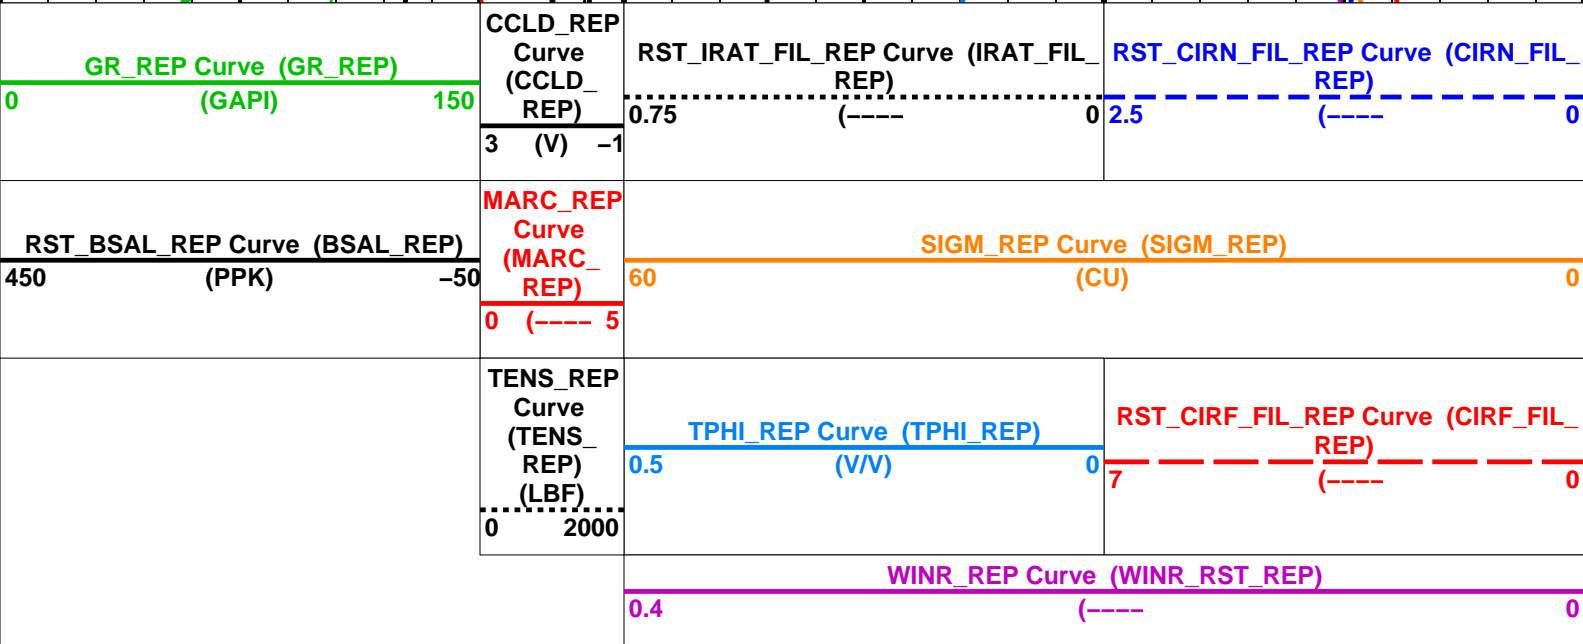 GR_REP Curve (GR_REP)
0 (GAPI) 150
CCLD_REP
Curve
(CCLD_
REP)
3 (V) −1
RST_IRAT_FIL_REP Curve (IRAT_FIL_
REP)
0.75 (−−−− 0
RST_CIRN_FIL_REP Curve (CIRN_FIL_
REP)
2.5 (−−−− 0
RST_BSAL_REP Curve (BSAL_REP)
450 (PPK) −50
MARC_REP
Curve
(MARC_
REP)
0 (−−−− 5
SIGM_REP Curve (SIGM_REP)
60 (CU) 0
TENS_REP
Curve
(TENS_
REP)
(LBF)
0 2000
TPHI_REP Curve (TPHI_REP)
0.5 (V/V) 0
RST_CIRF_FIL_REP Curve (CIRF_FIL_
REP)
7 (−−−− 0
WINR_REP Curve (WINR_RST_REP)
0.4 (−−−− 0